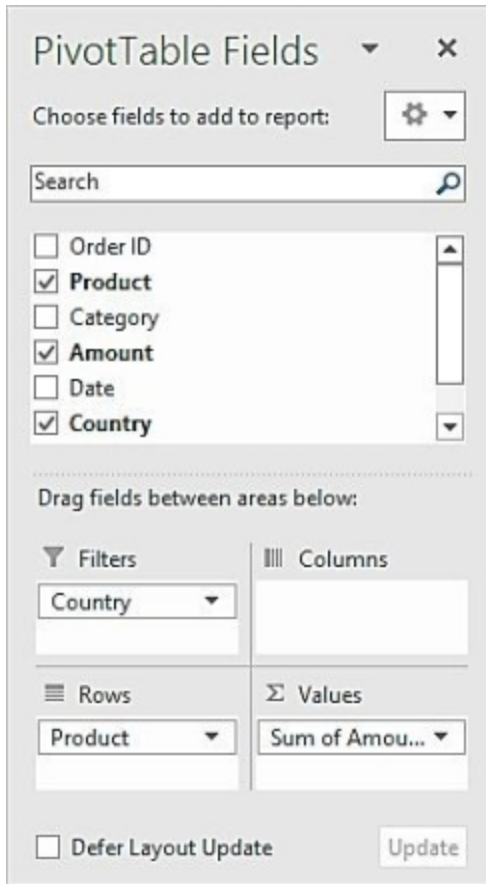 PivotTable Fields
Choose fields to add to report:
Search
Order ID
Product
Category
Amount
Date
Country
Drag fields between areas below:
Filters
Columns
Country
Rows
Σ Values
Product
Sum of Amou...
Defer Layout Update
Update